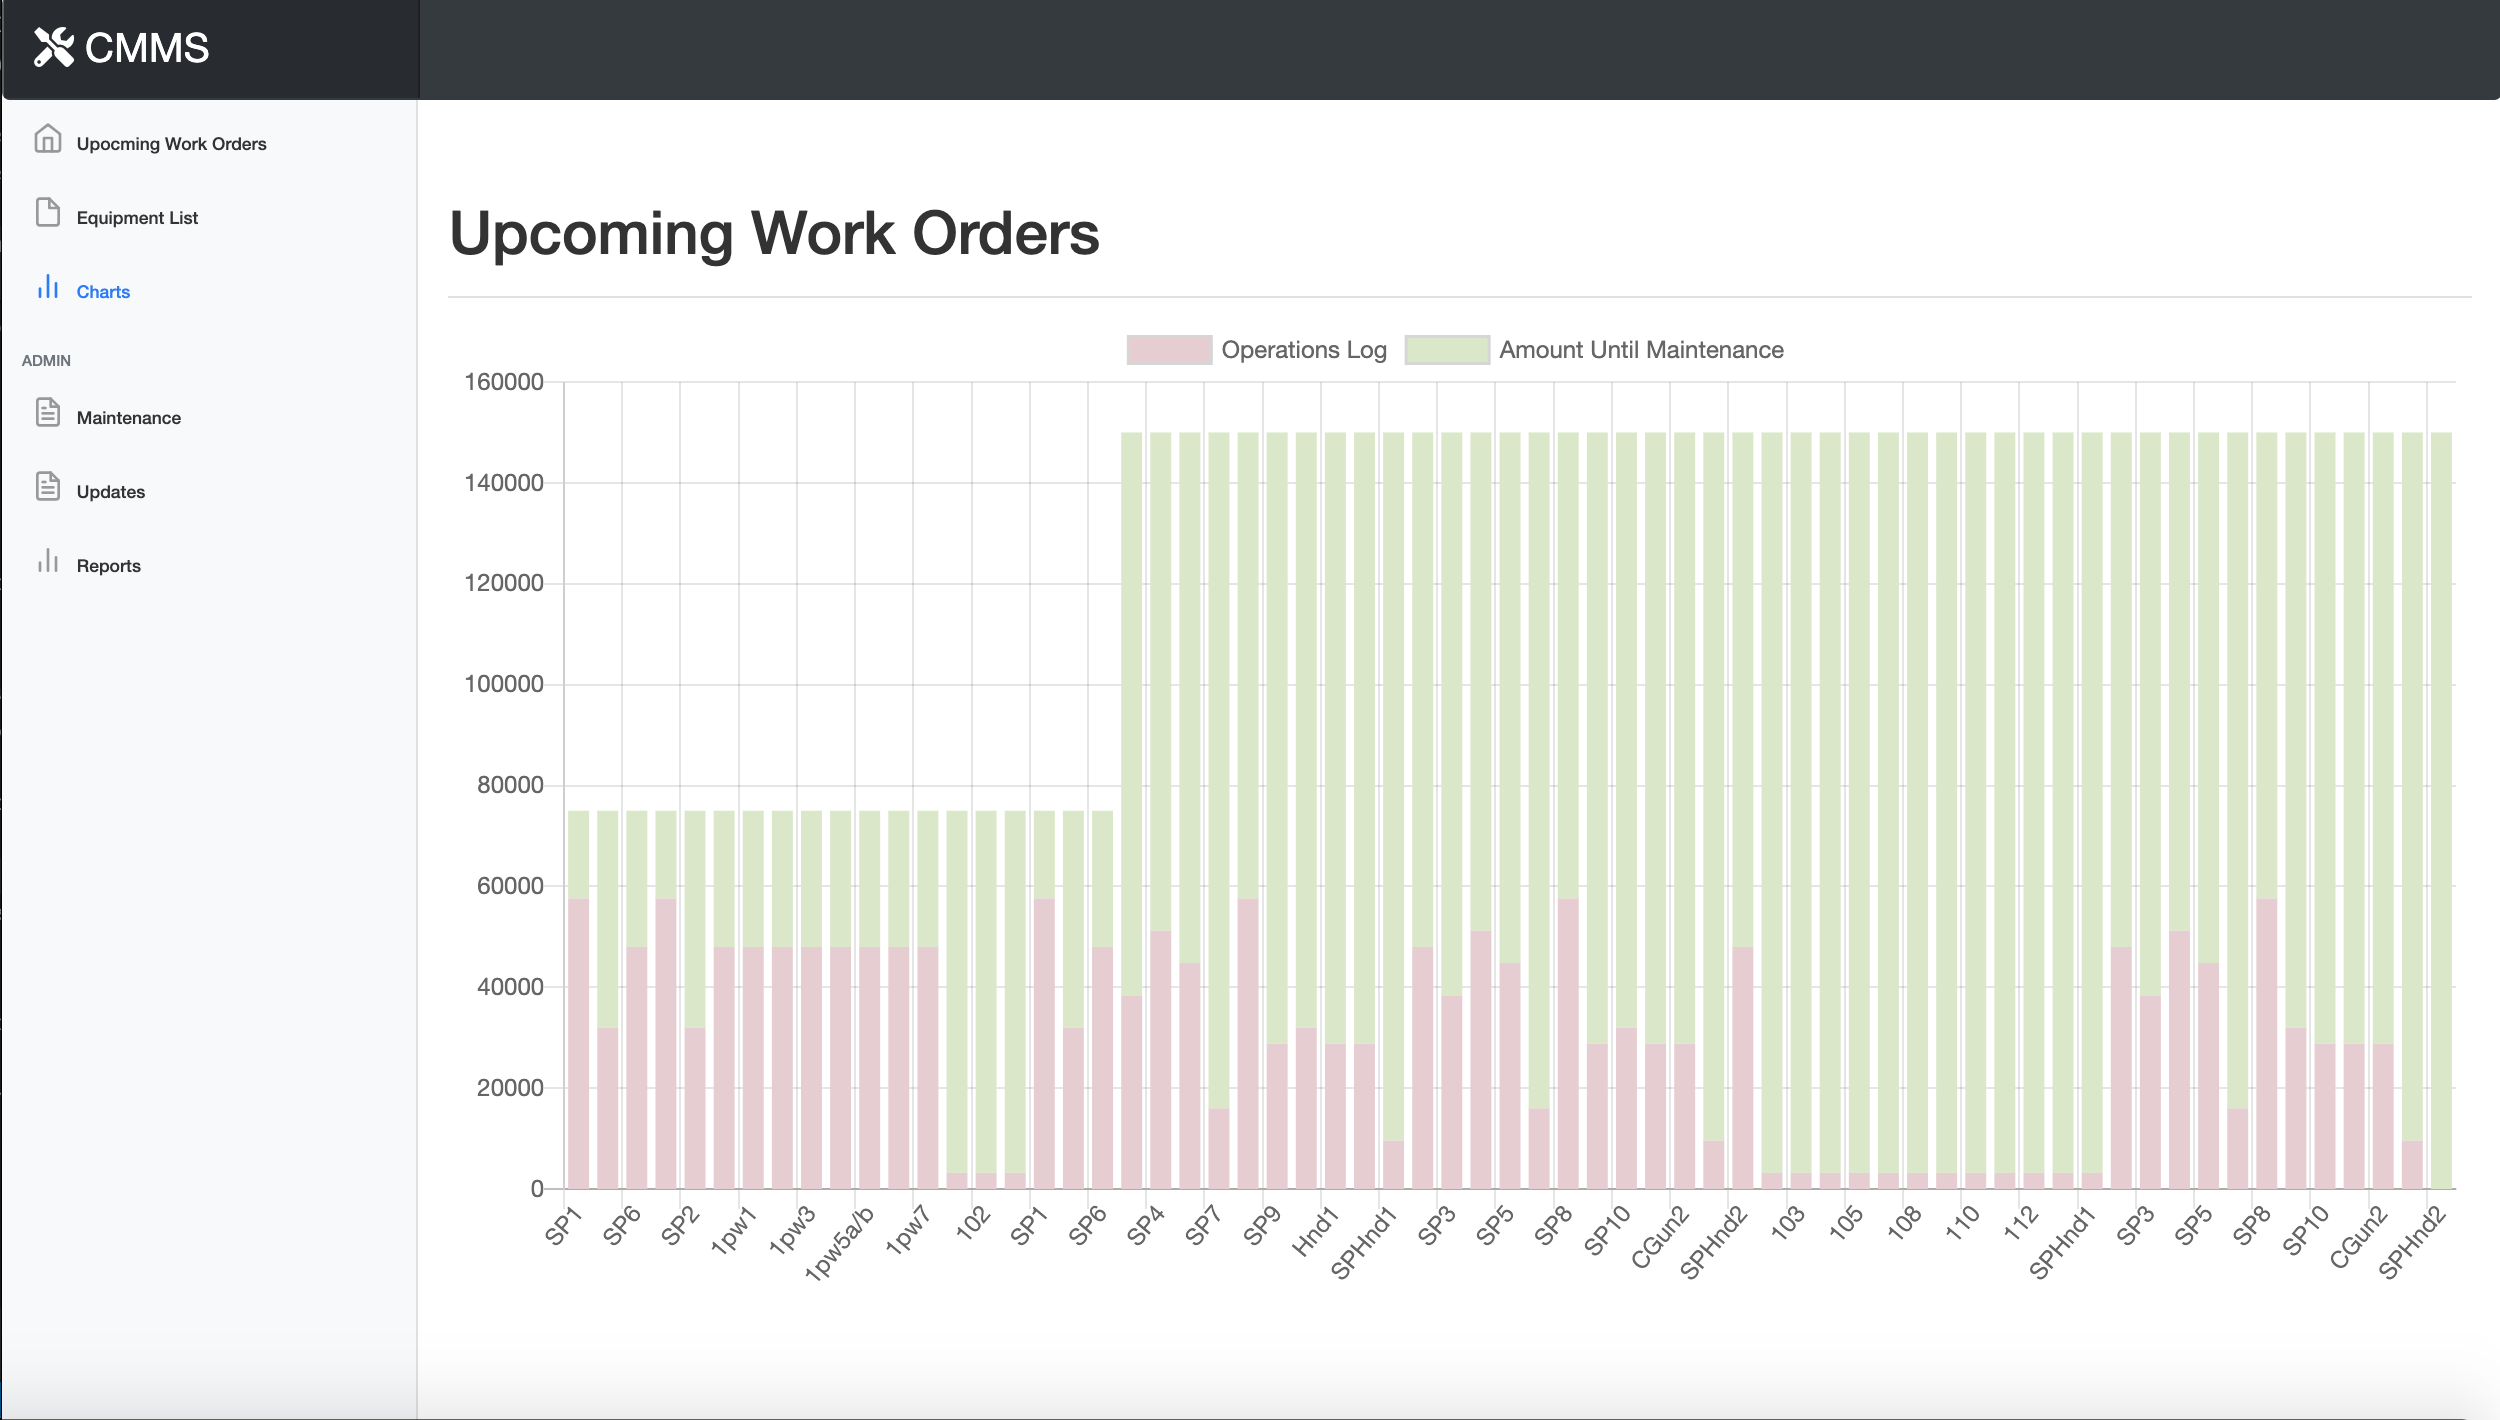 CMMS
Upocming Work Orders
Equipment List
Charts
ADMIN
Maintenance
Updates
Reports
Upcoming Work Orders
Operations Log
Amount Until Maintenance
160000
140000
120000
100000
80000
60000
40000
20000
0
SP1
SP6
SP2
1pw1
1pw3
1pw5a/b
1pw7
102
SP1
SP6
SP4
SP7
SP9
Hnd1
SPHnd1
SP3
SP5
SP8
SP10
CGun2
SPHnd2
103
105
108
110
112
SPHnd1
SP3
SP5
SP8
SP10
CGun2
SPHnd2